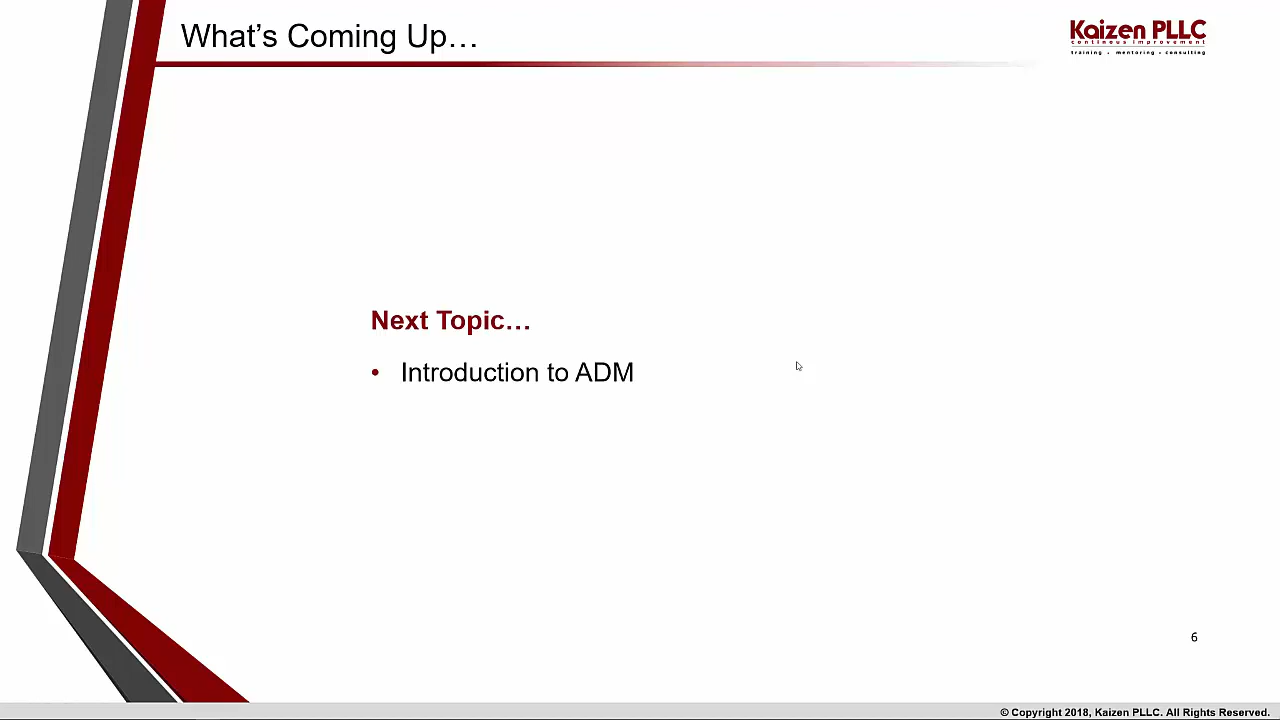 What's Coming Up…
Kaizen PLLC
continous improvement
training . mentoring . consulting
Next Topic…
• Introduction to ADM
6
© Copyright 2018, Kaizen PLLC. All Rights Reserved.